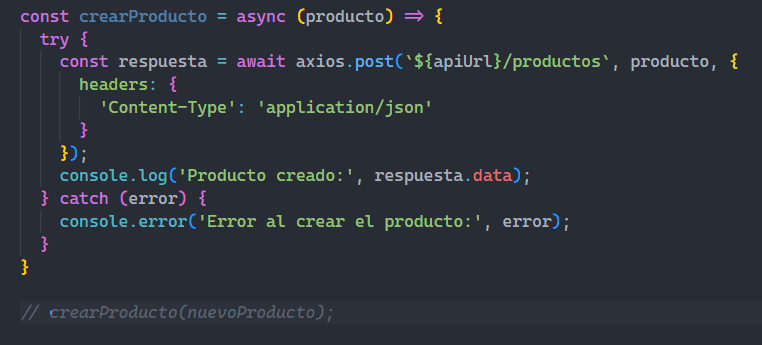 const crearProducto = async (producto) => {
  try {
    const respuesta = await axios.post(`${apiUrl}/productos`, producto, {
      headers: {
        'Content-Type': 'application/json'
      }
    });
    console.log('Producto creado:', respuesta.data);
  } catch (error) {
    console.error('Error al crear el producto:', error);
  }
}
// crearProducto(nuevoProducto);